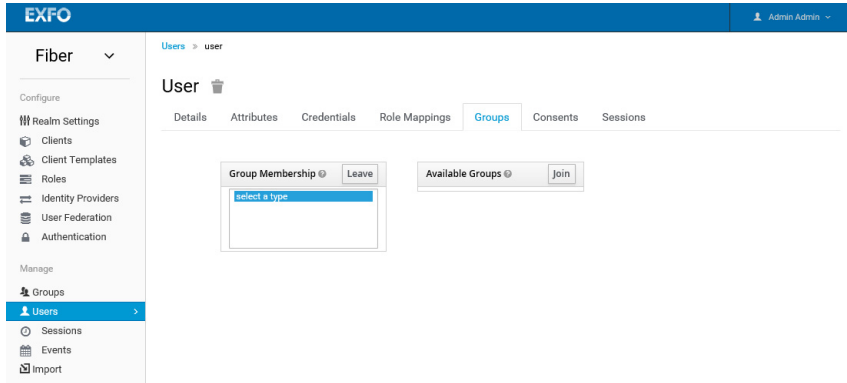 EXFO
Admin Admin
Fiber
Users » user
User
Configure
Details Attributes Credentials Role Mappings Groups Consents Sessions
Realm Settings
Clients
Client Templates
Roles
Identity Providers
User Federation
Authentication
Group Membership Leave
select a type
Available Groups Join
Manage
Groups
Users
Sessions
Events
Import